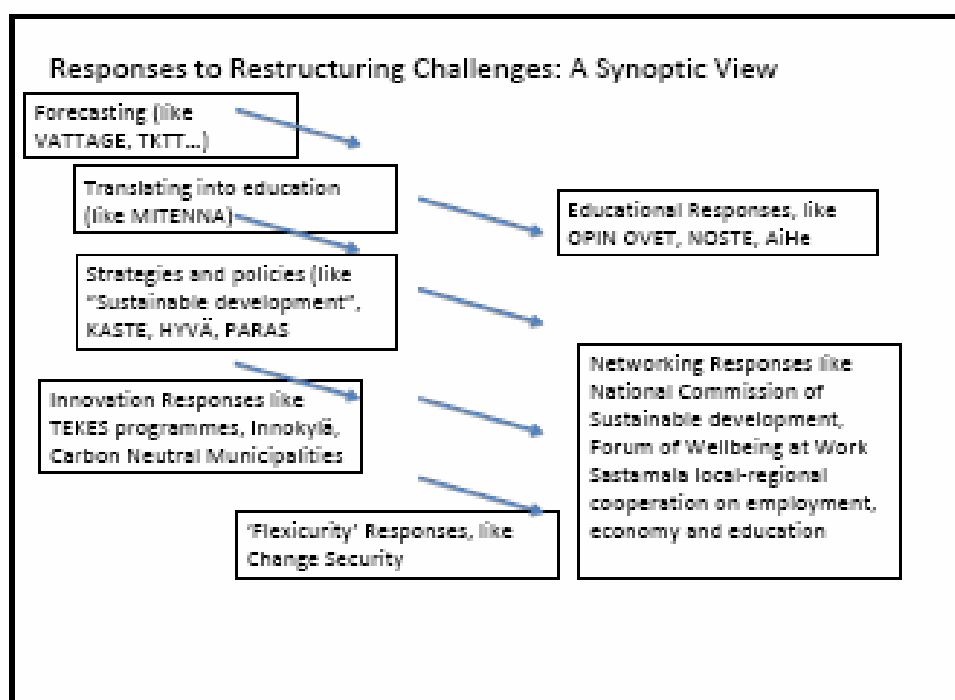 Responses to Restructuring Challenges: A Synoptic View
Forecasting (like
VATTAGE, TKTT...)
Translating into education
(like MITENNA)
Strategies and policies (like
"Sustainable development",
KASTE, HYVÄ, PARAS
Innovation Responses like
TEKES programmes, Innokylä,
Carbon Neutral Municipalities
'Flexicurity' Responses, like
Change Security
Educational Responses, like
OPIN OVET, NOSTE, AiHe
Networking Responses like
National Commission of
Sustainable development,
Forum of Wellbeing at Work
Sastamala local-regional
cooperation on employment,
economy and education